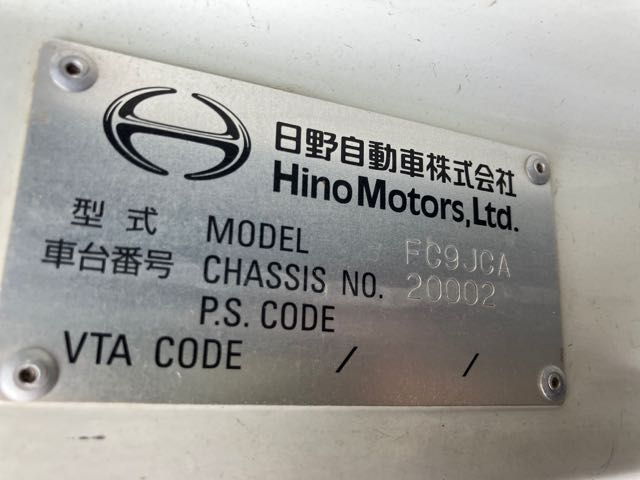 日野自動車株式会社
Hino Motors, Ltd.
型式 MODEL FC9JCA
車台番号 CHASSIS NO. 20002
P.S. CODE
VTA CODE / /